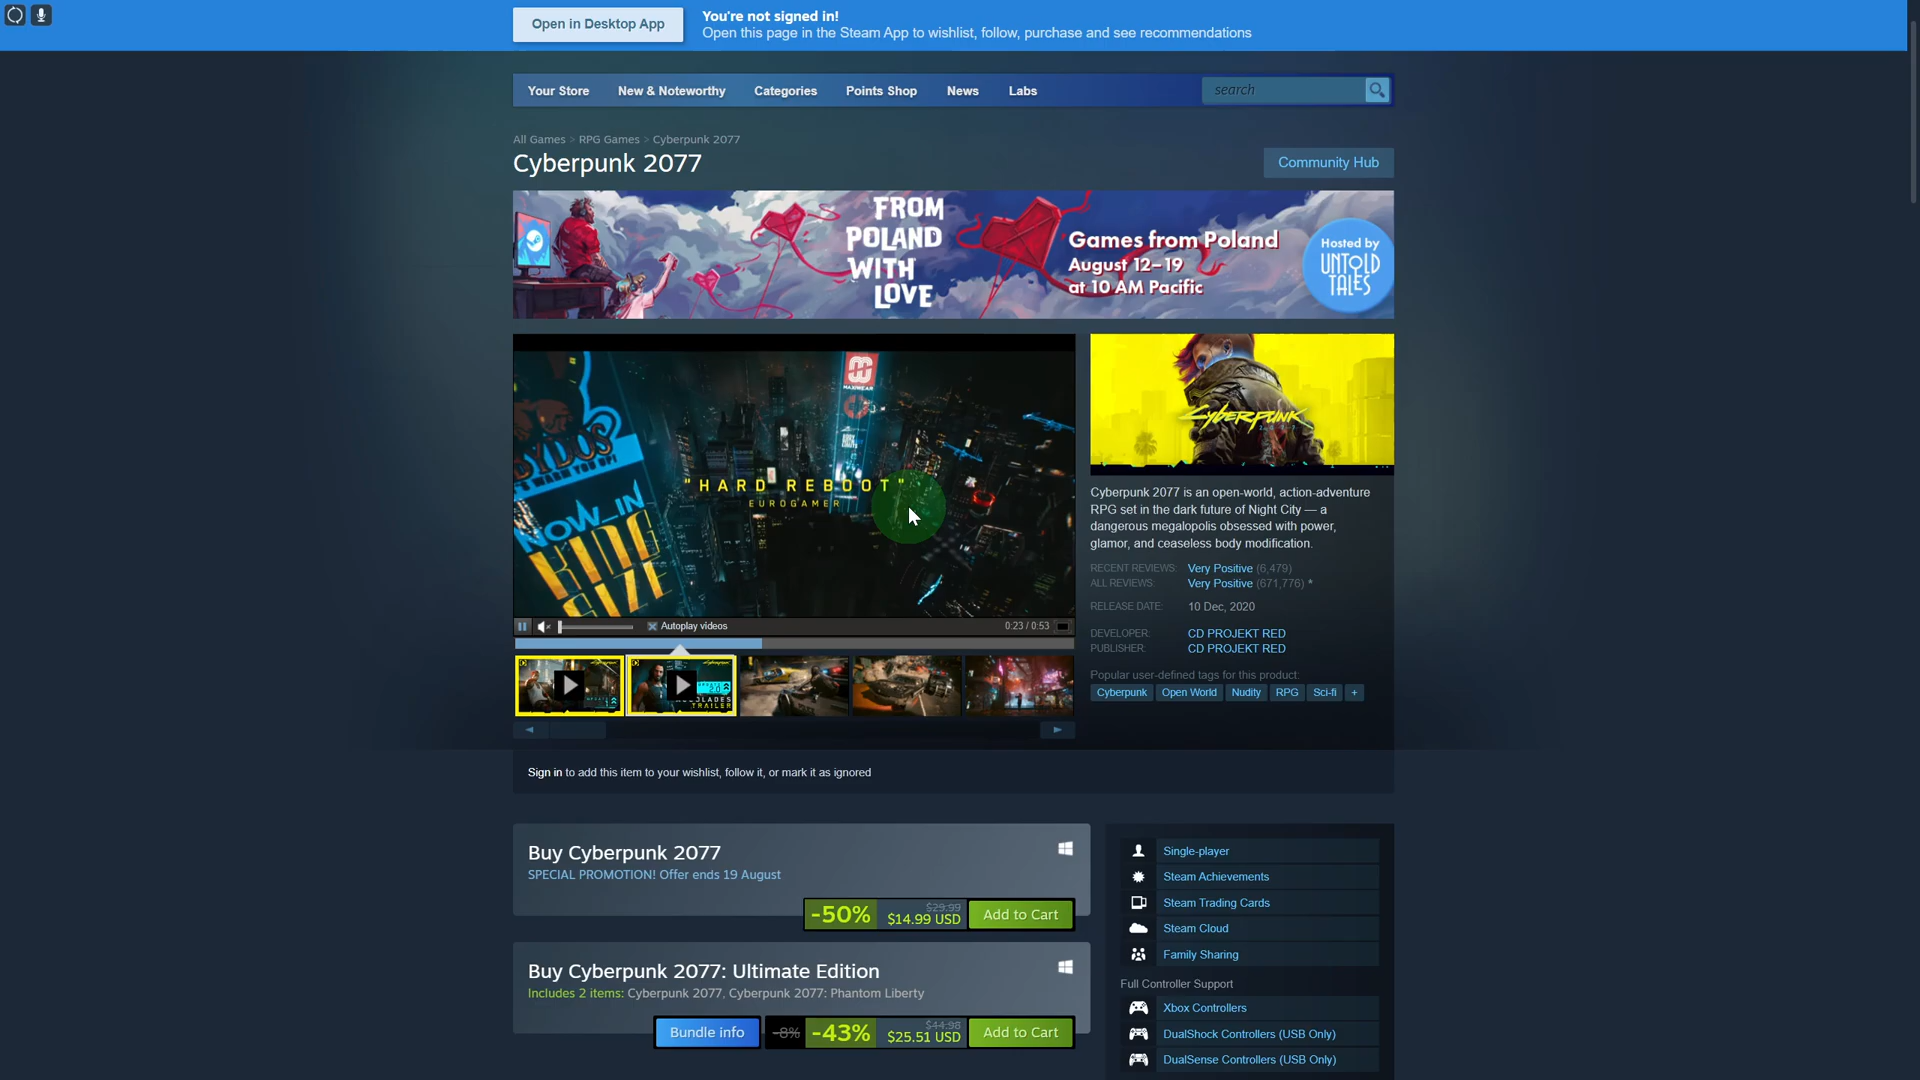 Open in Desktop App
You're not signed in!
Open this page in the Steam App to wishlist, follow, purchase and see recommendations
Your Store New & Noteworthy Categories Points Shop News Labs
search
All Games > RPG Games > Cyberpunk 2077
Cyberpunk 2077
Community Hub
FROM
POLAND
WITH
LOVE
Games from Poland
August 12–19
at 10 AM Pacific
Hosted by
UNTOLD
TALES
MAXIWEAR
NOW_IN
"HARD REBOOT"
EUROGAMER
Autoplay videos
0:23 / 0:53
CYBERPUNK
Cyberpunk 2077 is an open-world, action-adventure
RPG set in the dark future of Night City — a
dangerous megalopolis obsessed with power,
glamor, and ceaseless body modification.
RECENT REVIEWS: Very Positive (6,479)
ALL REVIEWS: Very Positive (671,776) *
RELEASE DATE: 10 Dec, 2020
DEVELOPER: CD PROJEKT RED
PUBLISHER: CD PROJEKT RED
Popular user-defined tags for this product:
Cyberpunk Open World Nudity RPG Sci-fi +
Sign in to add this item to your wishlist, follow it, or mark it as ignored
Buy Cyberpunk 2077
SPECIAL PROMOTION! Offer ends 19 August
-50% $29.99 $14.99 USD Add to Cart
Buy Cyberpunk 2077: Ultimate Edition
Includes 2 items: Cyberpunk 2077, Cyberpunk 2077: Phantom Liberty
Bundle info -8% -43% $44.98 $25.51 USD Add to Cart
Single-player
Steam Achievements
Steam Trading Cards
Steam Cloud
Family Sharing
Full Controller Support
Xbox Controllers
DualShock Controllers (USB Only)
DualSense Controllers (USB Only)